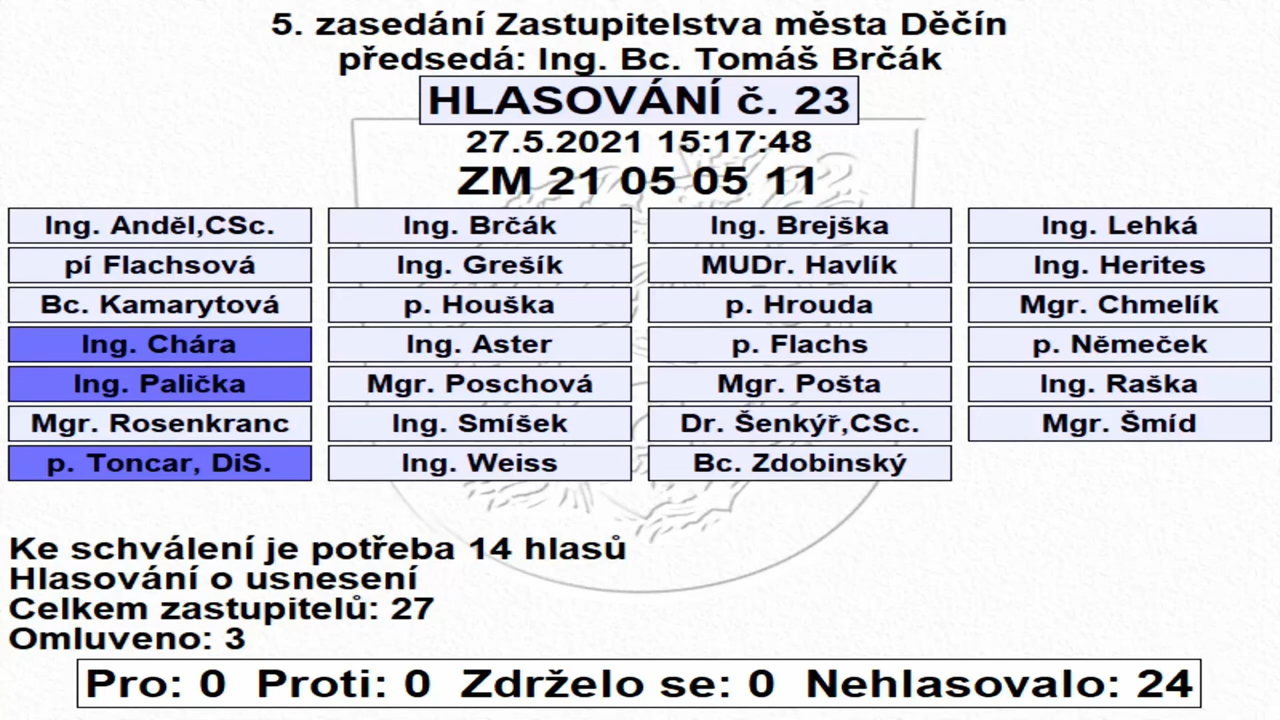 5. zasedání Zastupitelstva města Děčín
předsedá: Ing. Bc. Tomáš Brčák
HLASOVÁNÍ č. 23
27.5.2021 15:17:48
ZM 21 05 05 11
Ing. Anděl,CSc. Ing. Brčák Ing. Brejška Ing. Lehká
pí Flachsová Ing. Grešík MUDr. Havlík Ing. Herites
Bc. Kamarytová p. Houška p. Hrouda Mgr. Chmelík
Ing. Chára Ing. Aster p. Flachs p. Němeček
Ing. Palička Mgr. Poschová Mgr. Pošta Ing. Raška
Mgr. Rosenkranc Ing. Smíšek Dr. Šenkýř,CSc. Mgr. Šmíd
p. Toncar, DiS. Ing. Weiss Bc. Zdobinský
Ke schválení je potřeba 14 hlasů
Hlasování o usnesení
Celkem zastupitelů: 27
Omluveno: 3
Pro: 0 Proti: 0 Zdrželo se: 0 Nehlasovalo: 24